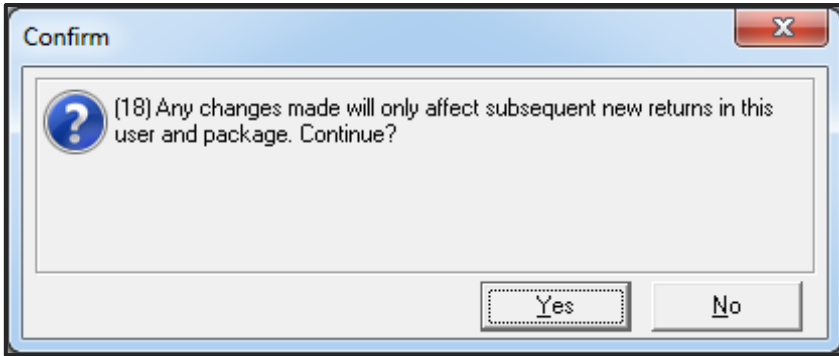 Confirm
(18) Any changes made will only affect subsequent new returns in this
user and package. Continue?
Yes
No